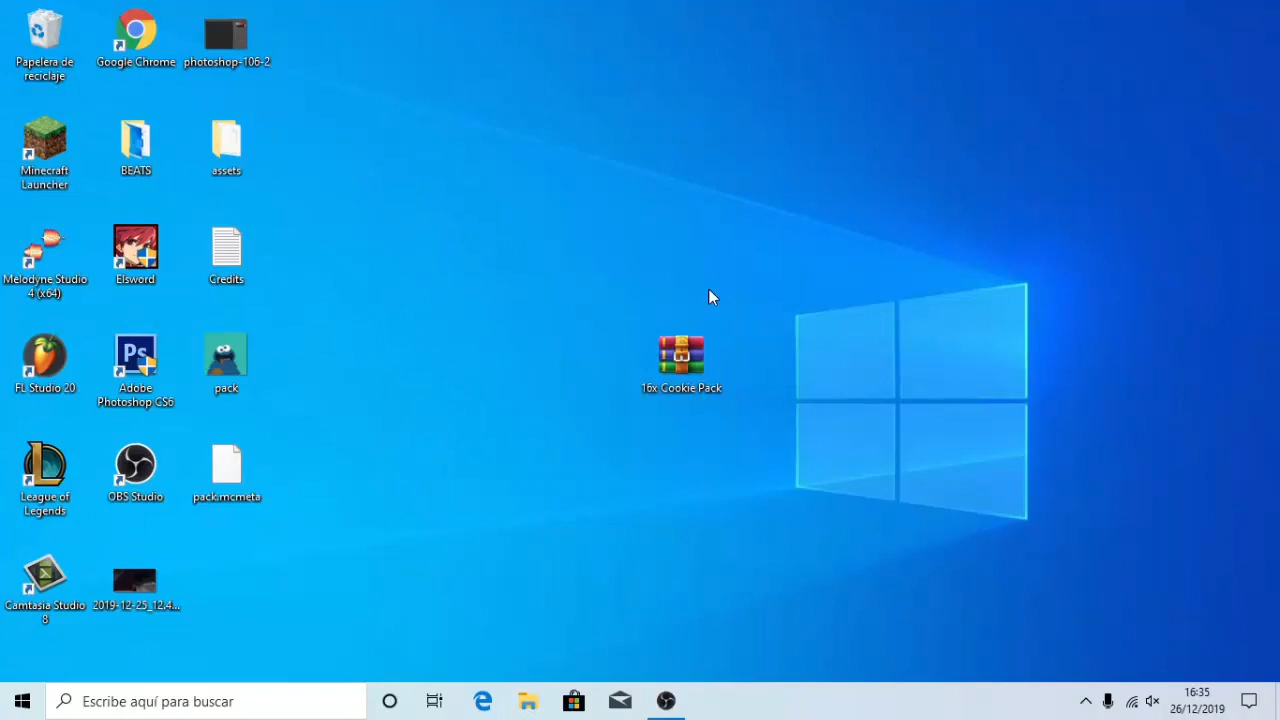 Papelera de
reciclaje
Google Chrome
photoshop-106-2
Minecraft
Launcher
BEATS
assets
Melodyne Studio
4 (x64)
Elsword
Credits
FL Studio 20
Ps
Adobe
Photoshop CS6
pack
16x Cookie Pack
League of
Legends
OBS Studio
pack.mcmeta
Camtasia Studio
8
2019-12-25_12.4...
Escribe aquí para buscar
16:35
26/12/2019